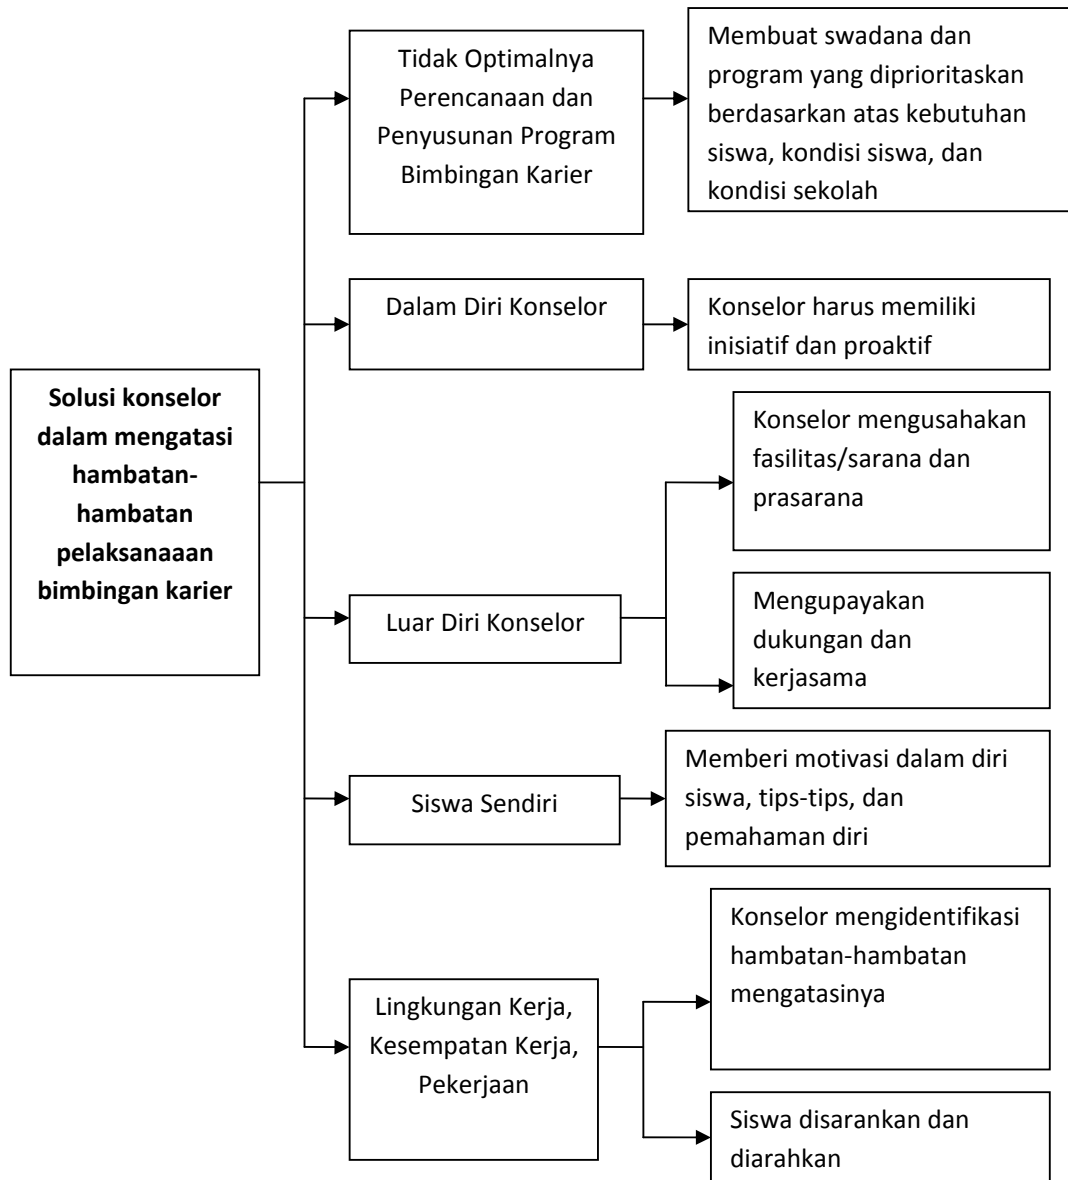 Solusi konselor
dalam mengatasi
hambatan-
hambatan
pelaksanaaan
bimbingan karier
Tidak Optimalnya
Perencanaan dan
Penyusunan Program
Bimbingan Karier
Membuat swadana dan
program yang diprioritaskan
berdasarkan atas kebutuhan
siswa, kondisi siswa, dan
kondisi sekolah
Dalam Diri Konselor
Konselor harus memiliki
inisiatif dan proaktif
Luar Diri Konselor
Konselor mengusahakan
fasilitas/sarana dan
prasarana
Mengupayakan
dukungan dan
kerjasama
Siswa Sendiri
Memberi motivasi dalam diri
siswa, tips-tips, dan
pemahaman diri
Lingkungan Kerja,
Kesempatan Kerja,
Pekerjaan
Konselor mengidentifikasi
hambatan-hambatan
mengatasinya
Siswa disarankan dan
diarahkan